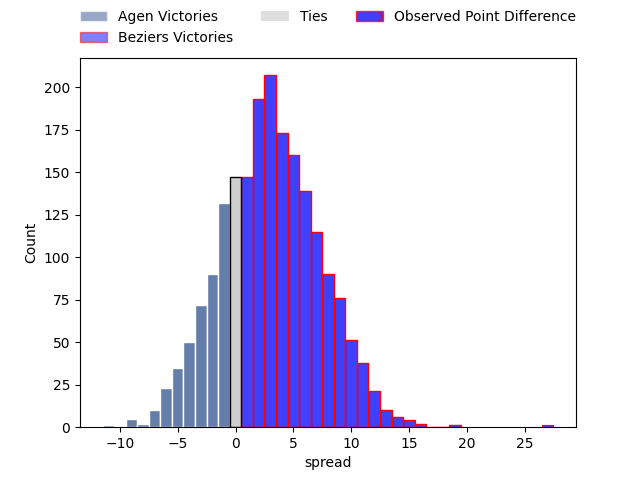 Agen Victories
Ties
Observed Point Difference
Beziers Victories
200
175
150
125
100
75
50
25
0
Count
−10
−5
0
5
10
15
20
25
spread